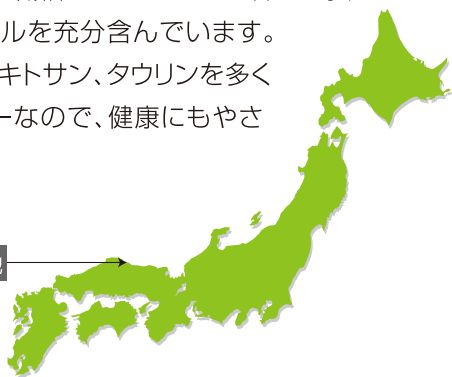 ルを充分含んでいます。
キトサン、タウリンを多く
ーなので、健康にもやさ